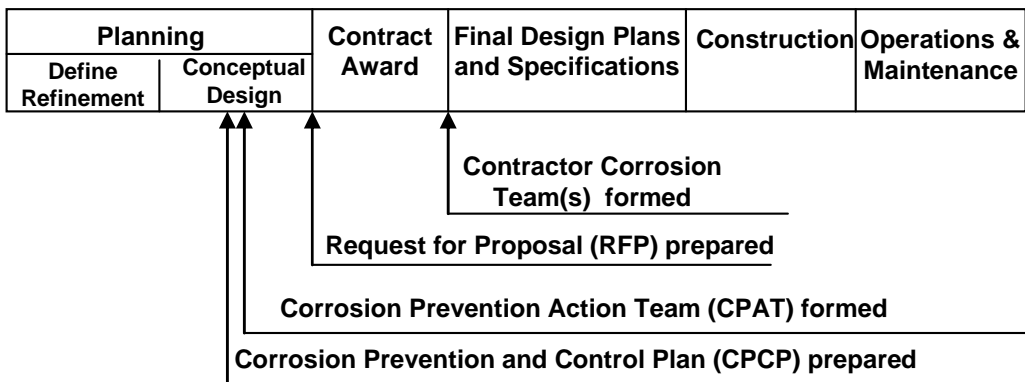 Planning
Define
Refinement
Conceptual
Design
Contract
Award
Final Design Plans
and Specifications
Construction
Operations &
Maintenance
Contractor Corrosion
Team(s) formed
Request for Proposal (RFP) prepared
Corrosion Prevention Action Team (CPAT) formed
Corrosion Prevention and Control Plan (CPCP) prepared